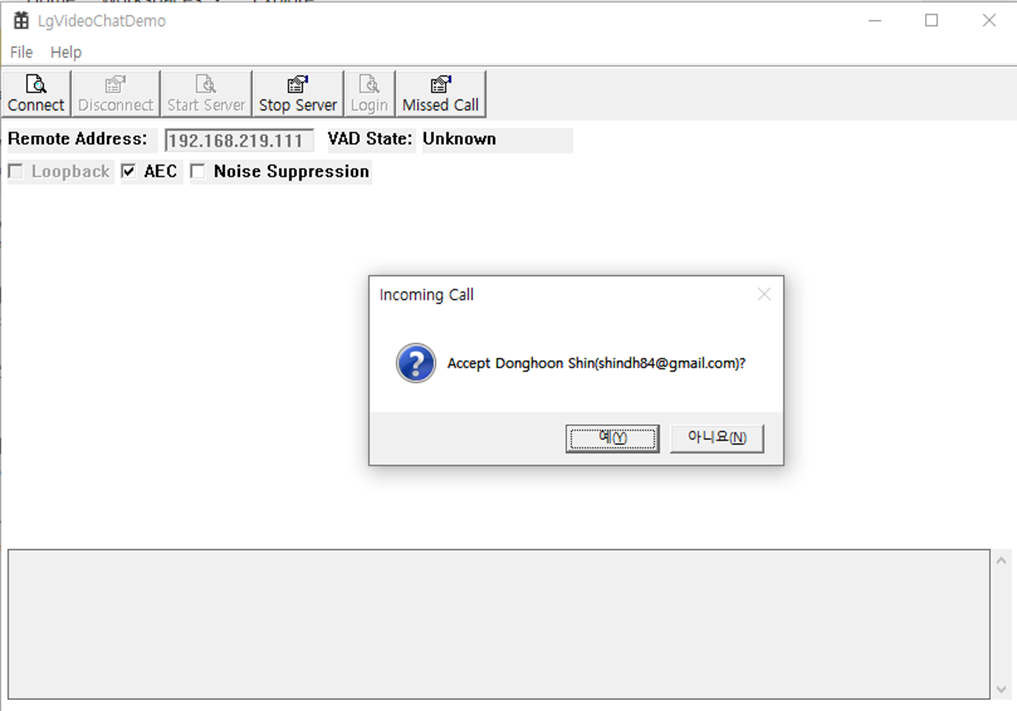 LgVideoChatDemo
File Help
Connect Disconnect Start Server Stop Server Login Missed Call
Remote Address: 192.168.219.111 VAD State: Unknown
Loopback AEC Noise Suppression
Incoming Call
Accept Donghoon Shin(shindh84@gmail.com)?
예(Y) 아니요(N)